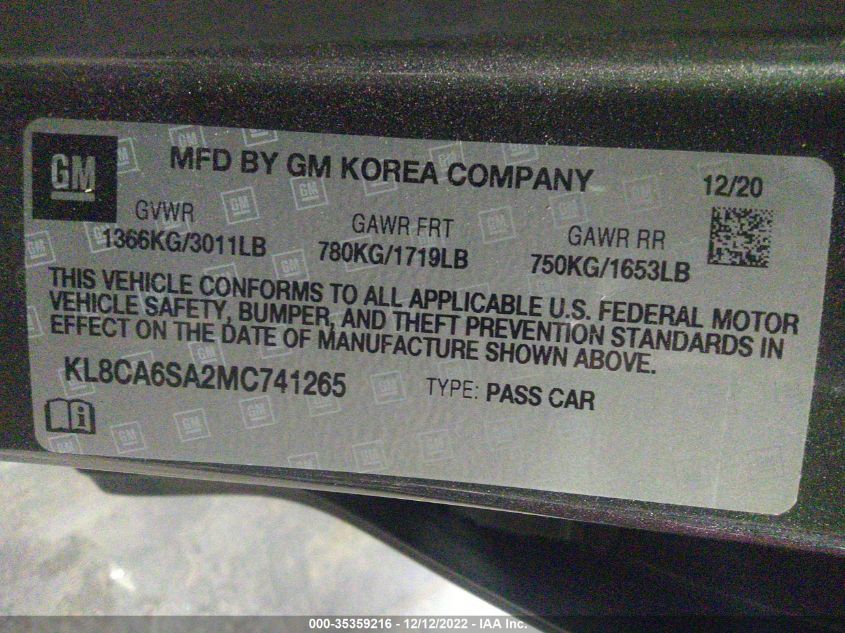 GM
MFD BY GM KOREA COMPANY
12/20
GVWR
1366KG/3011LB
GAWR FRT
780KG/1719LB
GAWR RR
750KG/1653LB
THIS VEHICLE CONFORMS TO ALL APPLICABLE U.S. FEDERAL MOTOR
VEHICLE SAFETY, BUMPER, AND THEFT PREVENTION STANDARDS IN
EFFECT ON THE DATE OF MANUFACTURE SHOWN ABOVE.
KL8CA6SA2MC741265
TYPE: PASS CAR
000-35359216 - 12/12/2022 - IAA Inc.